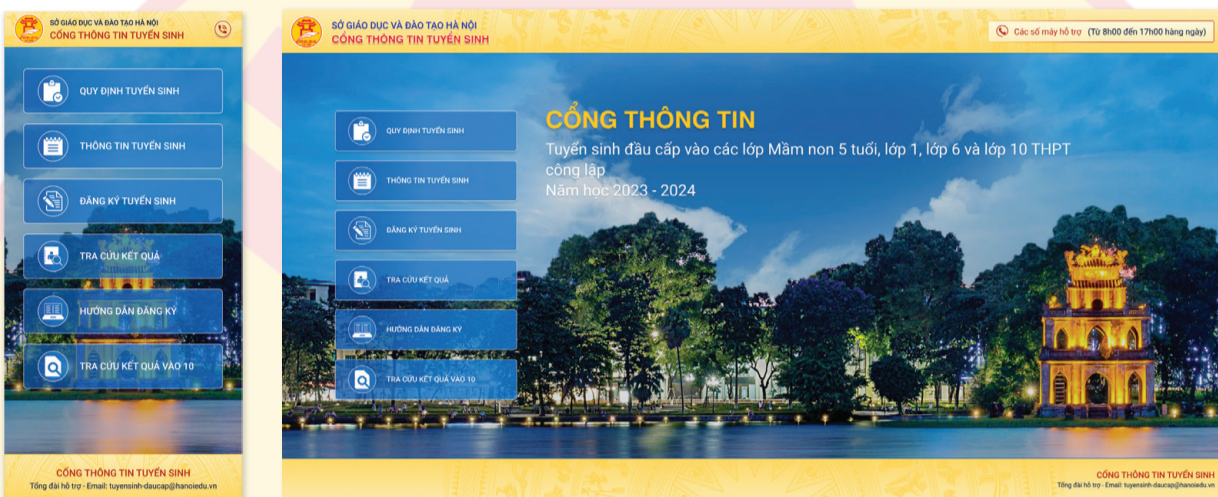 SỞ GIÁO DỤC VÀ ĐÀO TẠO HÀ NỘI
CỔNG THÔNG TIN TUYỂN SINH
QUY ĐỊNH TUYỂN SINH
THÔNG TIN TUYỂN SINH
ĐĂNG KÝ TUYỂN SINH
TRA CỨU KẾT QUẢ
HƯỚNG DẪN ĐĂNG KÝ
TRA CỨU KẾT QUẢ VÀO 10
CỔNG THÔNG TIN TUYỂN SINH
Tổng đài hỗ trợ - Email: tuyensinh-daucap@hanoiedu.vn
SỞ GIÁO DỤC VÀ ĐÀO TẠO HÀ NỘI
CỔNG THÔNG TIN TUYỂN SINH
Các số máy hỗ trợ (Từ 8h00 đến 17h00 hàng ngày)
QUY ĐỊNH TUYỂN SINH
THÔNG TIN TUYỂN SINH
ĐĂNG KÝ TUYỂN SINH
TRA CỨU KẾT QUẢ
HƯỚNG DẪN ĐĂNG KÝ
TRA CỨU KẾT QUẢ VÀO 10
CỔNG THÔNG TIN
Tuyển sinh đầu cấp vào các lớp Mầm non 5 tuổi, lớp 1, lớp 6 và lớp 10 THPT
công lập
Năm học 2023 - 2024
CỔNG THÔNG TIN TUYỂN SINH
Tổng đài hỗ trợ - Email: tuyensinh-daucap@hanoiedu.vn